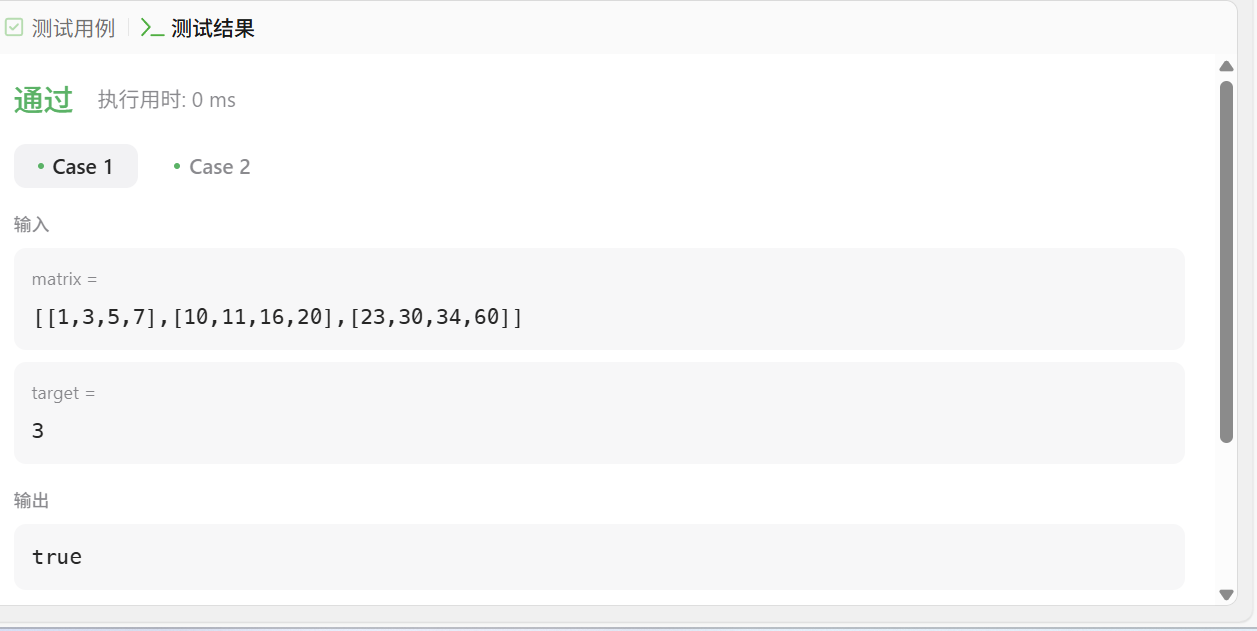 测试用例 >_ 测试结果
通过 执行用时: 0 ms
• Case 1 • Case 2
输入
matrix =
[[1,3,5,7],[10,11,16,20],[23,30,34,60]]
target =
3
输出
true